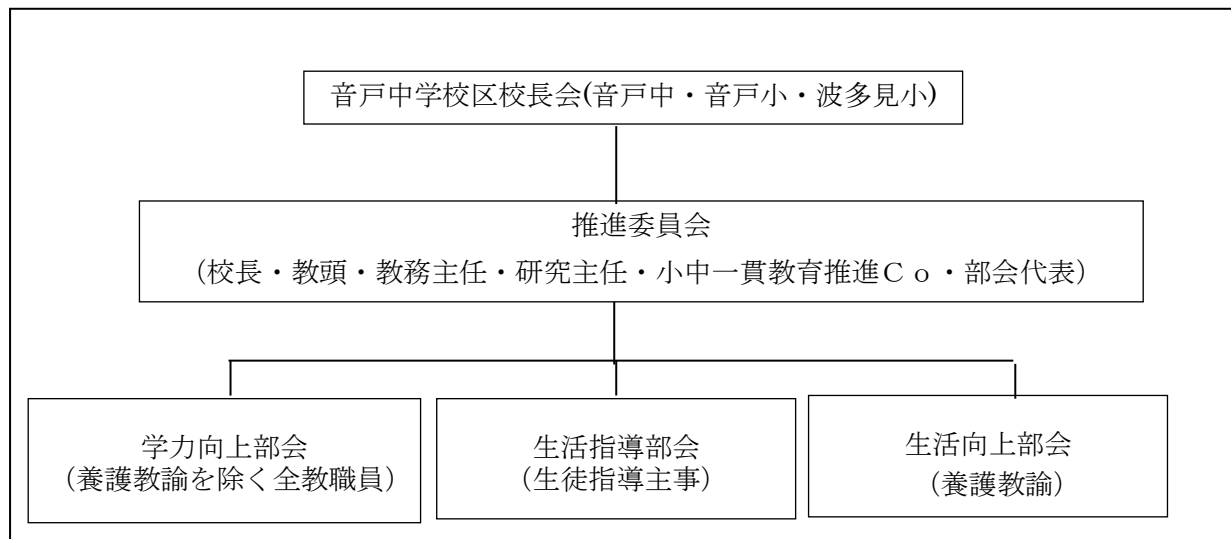 音戸中学校区校長会(音戸中・音戸小・波多見小)
推進委員会
（校長・教頭・教務主任・研究主任・小中一貫教育推進Ｃｏ・部会代表）
学力向上部会
（養護教諭を除く全教職員）
生活指導部会
（生徒指導主事）
生活向上部会
（養護教諭）